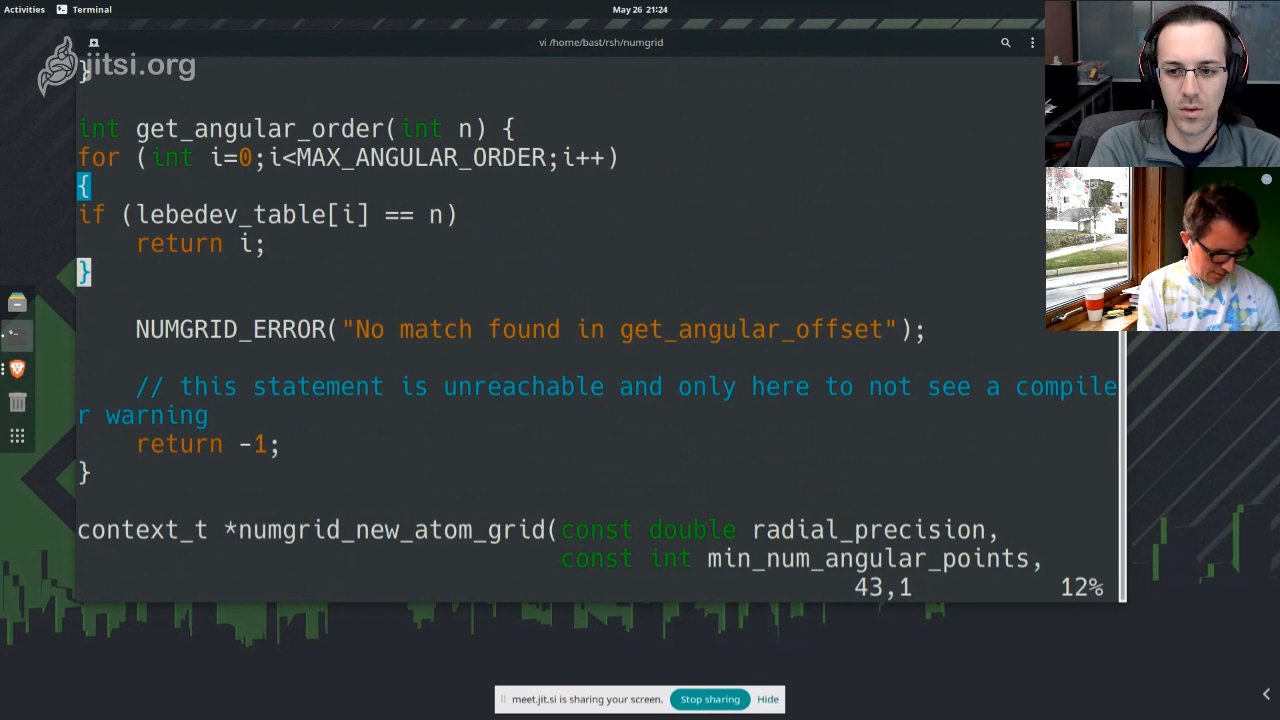 Activities Terminal May 26 21:24
jitsi.org
vi /home/bast/rsh/numgrid
}
int get_angular_order(int n) {
for (int i=0;i<MAX_ANGULAR_ORDER;i++)
{
if (lebedev_table[i] == n)
return i;
}
NUMGRID_ERROR("No match found in get_angular_offset");
// this statement is unreachable and only here to not see a compile
r warning
return -1;
}
context_t *numgrid_new_atom_grid(const double radial_precision,
const int min_num_angular_points,
43,1 12%
meet.jit.si is sharing your screen. Stop sharing Hide